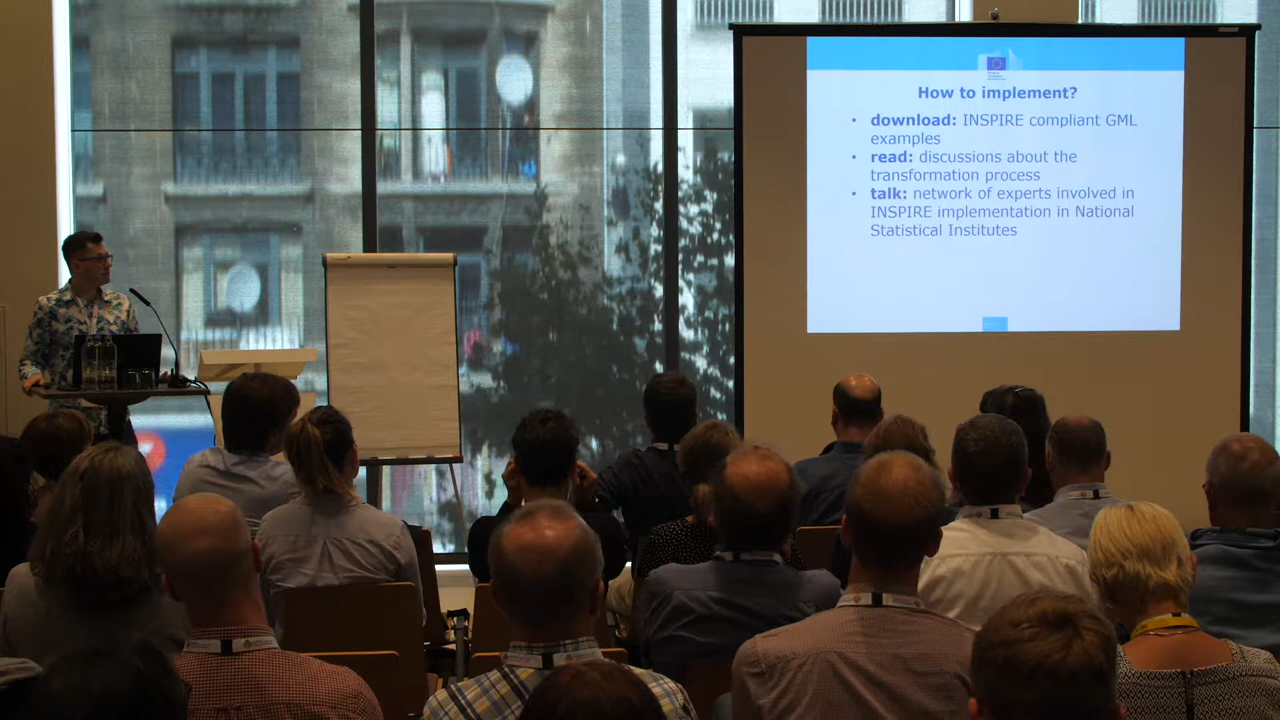 How to implement?
• download: INSPIRE compliant GML
examples
• read: discussions about the
transformation process
• talk: network of experts involved in
INSPIRE implementation in National
Statistical Institutes